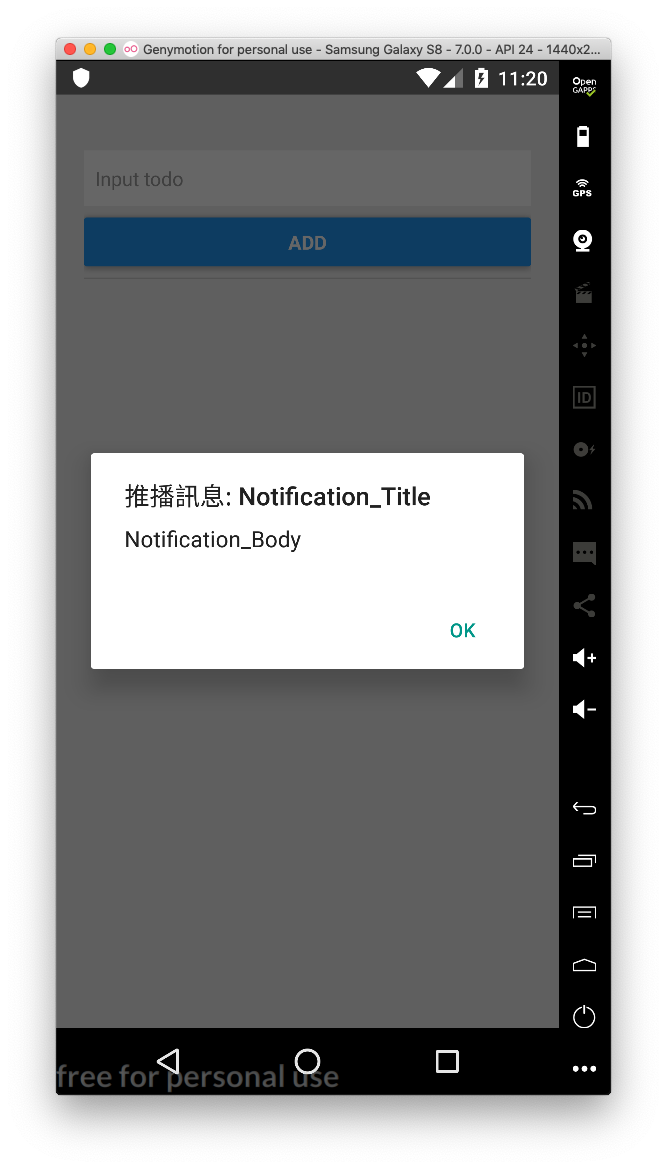 Genymotion for personal use - Samsung Galaxy S8 - 7.0.0 - API 24 - 1440x2...
11:20
Open
GAPPS
Input todo
GPS
ADD
ID
推播訊息: Notification_Title
Notification_Body
OK
free for personal use